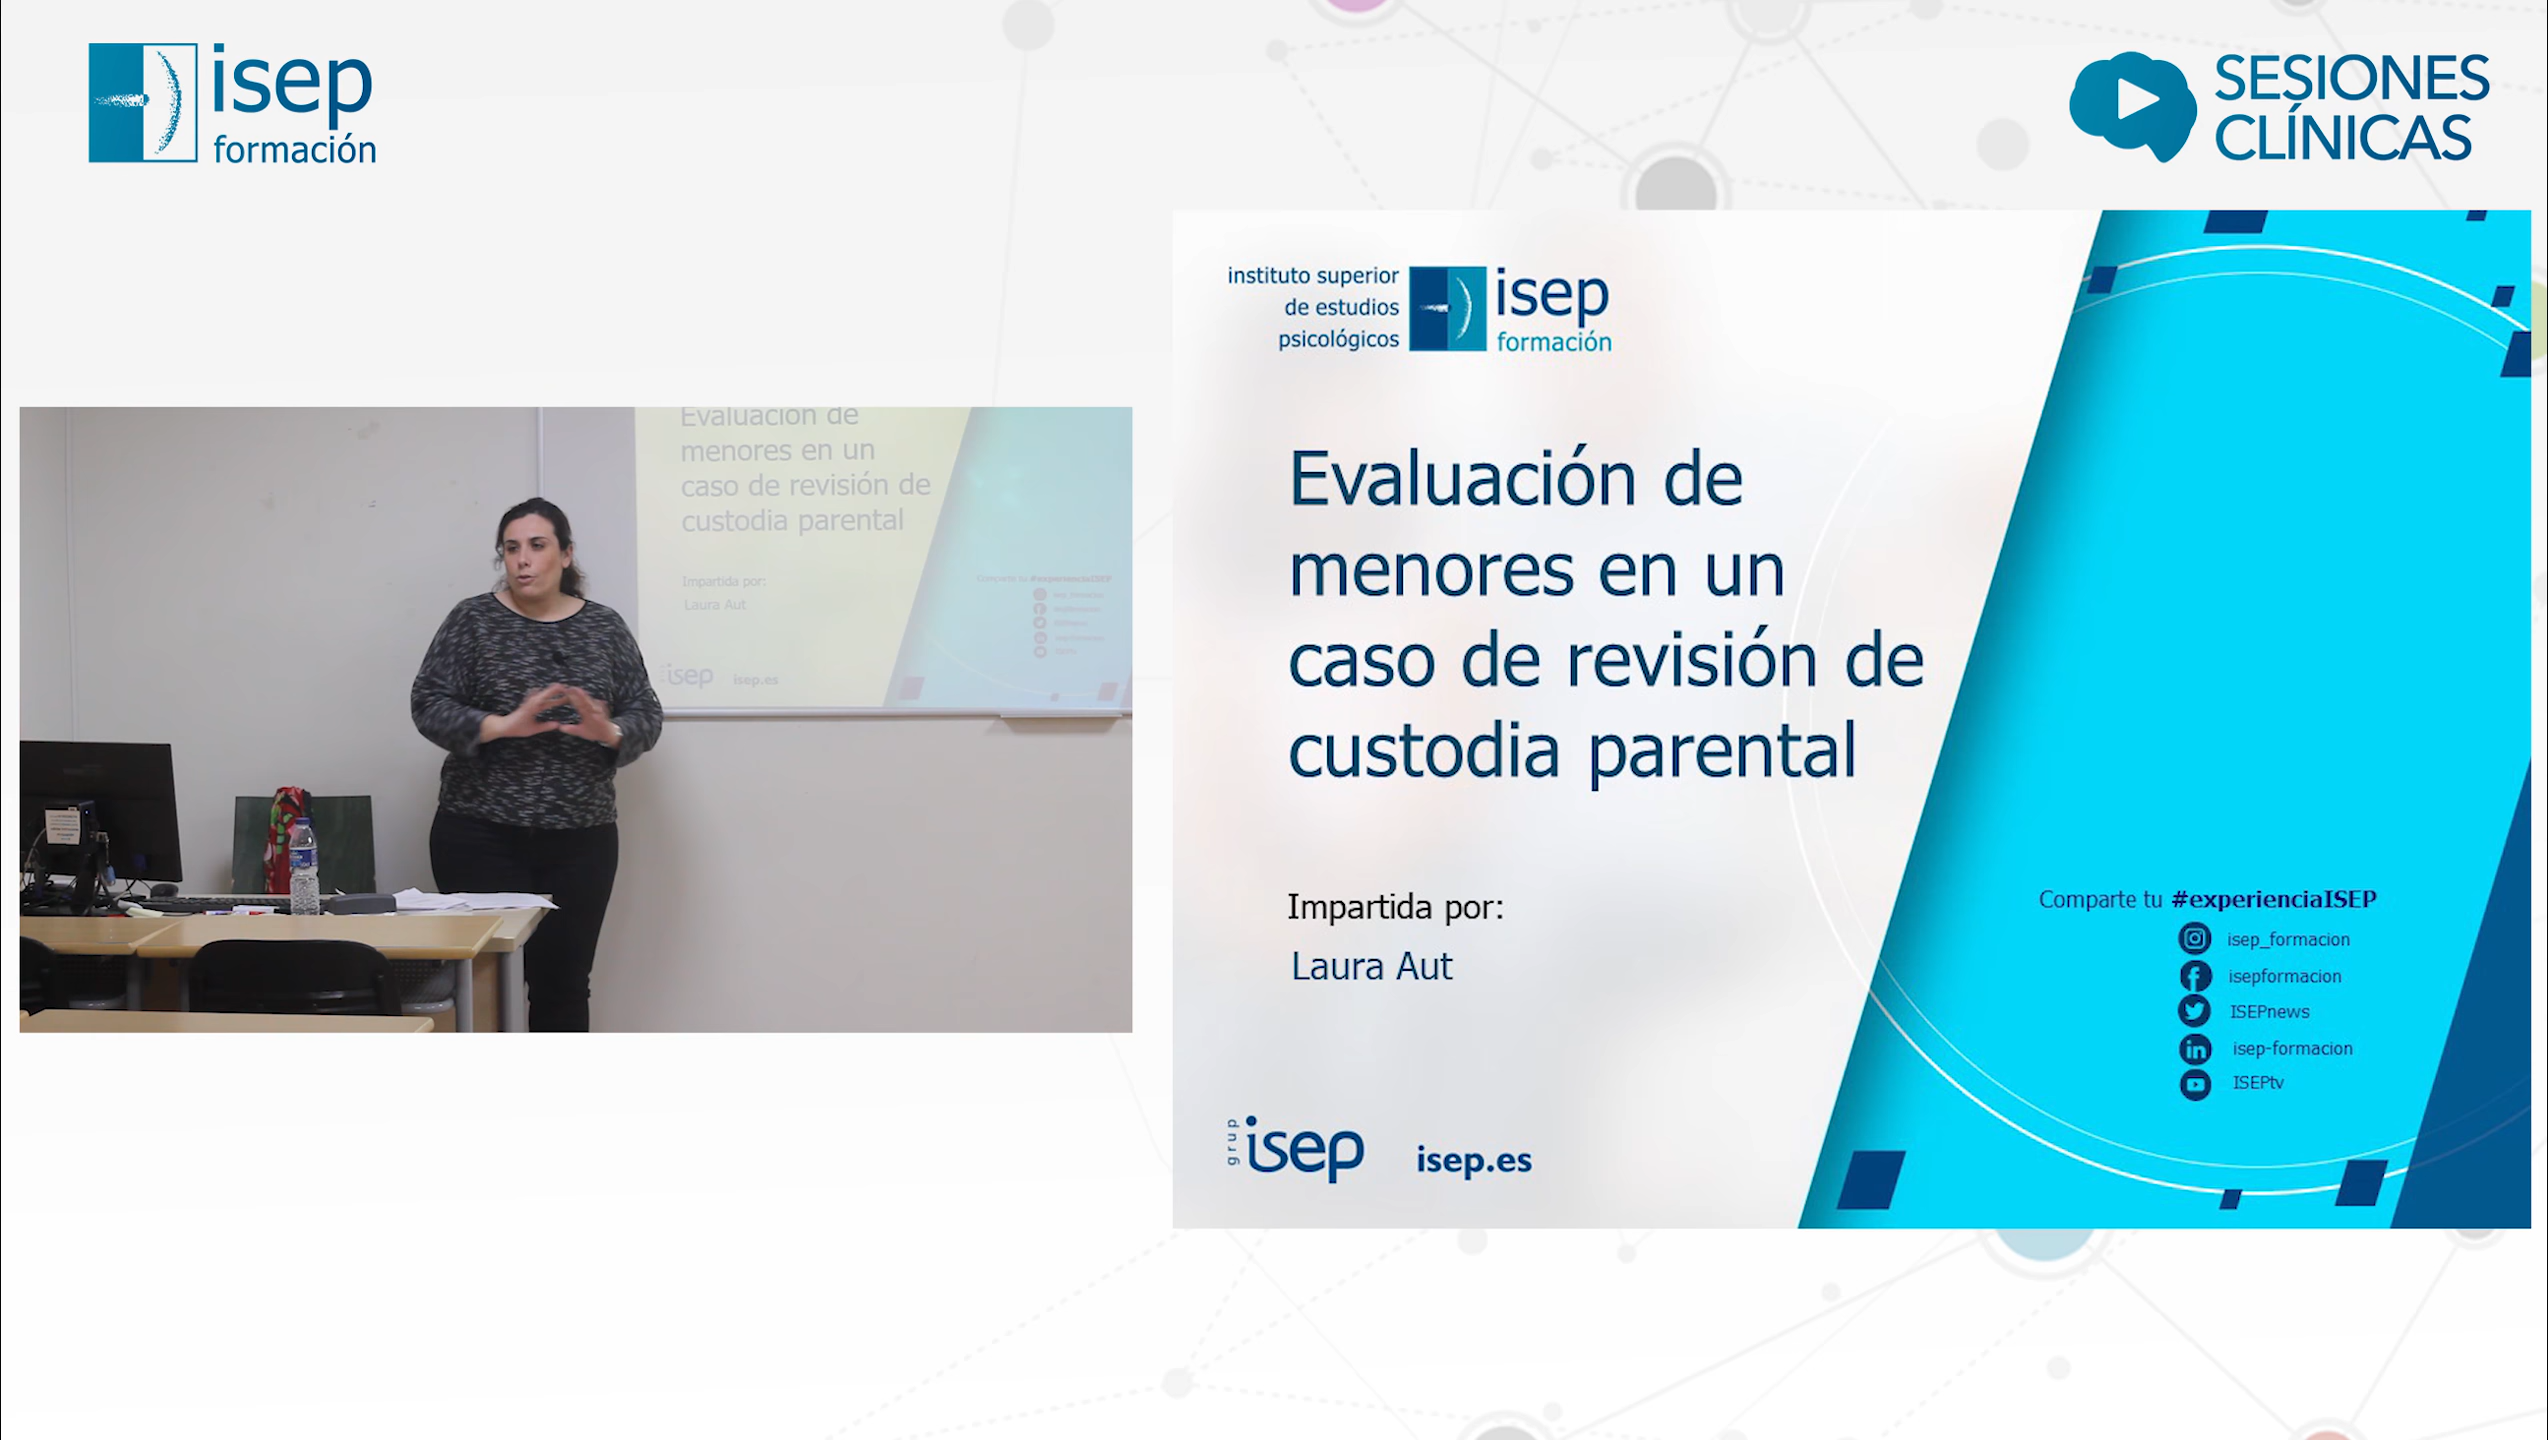 isep
formación
SESIONES
CLÍNICAS
Evaluación de
menores en un
caso de revisión de
custodia parental
Impartida por:
Laura Aut
Comparte tu #experienciaISEP
isep
isep.es
instituto superior
de estudios
psicológicos
isep
formación
Evaluación de
menores en un
caso de revisión de
custodia parental
Impartida por:
Laura Aut
Comparte tu #experienciaISEP
isep_formacion
isepformacion
ISEPnews
isep-formacion
ISEPtv
grup
isep
isep.es